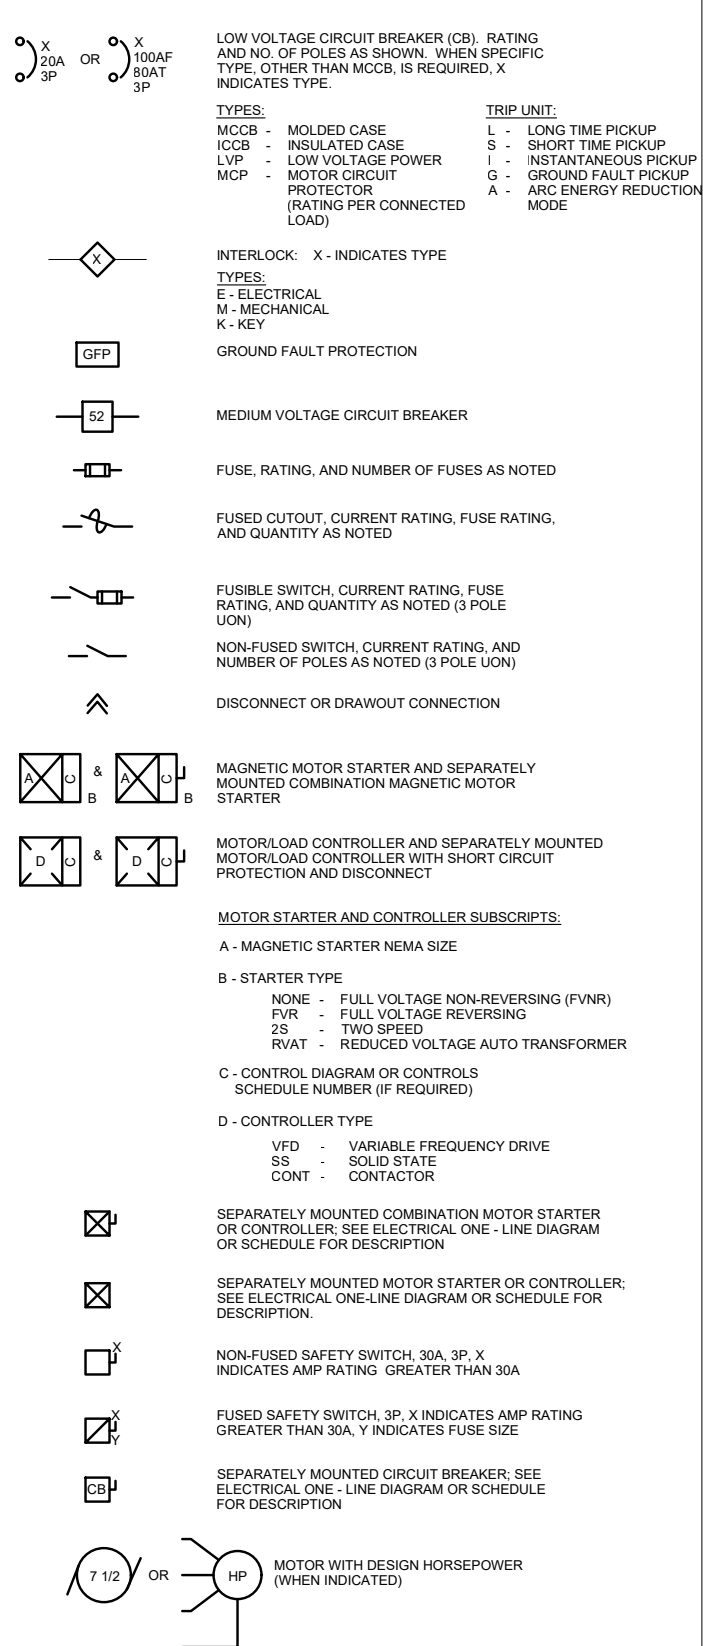 X
20A
3P
OR
X
100AF
80AT
3P
LOW VOLTAGE CIRCUIT BREAKER (CB).  RATING
AND NO. OF POLES AS SHOWN.  WHEN SPECIFIC
TYPE, OTHER THAN MCCB, IS REQUIRED, X
INDICATES TYPE.
TYPES:
MCCB -  MOLDED CASE
ICCB  -  INSULATED CASE
LVP  -  LOW VOLTAGE POWER
MCP  -  MOTOR CIRCUIT
PROTECTOR
(RATING PER CONNECTED
LOAD)
TRIP UNIT:
L  -  LONG TIME PICKUP
S  -  SHORT TIME PICKUP
I  -  INSTANTANEOUS PICKUP
G  -  GROUND FAULT PICKUP
A  -  ARC ENERGY REDUCTION
MODE
X
INTERLOCK:   X - INDICATES TYPE
TYPES:
E - ELECTRICAL
M - MECHANICAL
K - KEY
GFP
GROUND FAULT PROTECTION
52
MEDIUM VOLTAGE CIRCUIT BREAKER
FUSE, RATING, AND NUMBER OF FUSES AS NOTED
FUSED CUTOUT, CURRENT RATING, FUSE RATING,
AND QUANTITY AS NOTED
FUSIBLE SWITCH, CURRENT RATING, FUSE
RATING, AND QUANTITY AS NOTED (3 POLE
UON)
NON-FUSED SWITCH, CURRENT RATING, AND
NUMBER OF POLES AS NOTED (3 POLE UON)
DISCONNECT OR DRAWOUT CONNECTION
A C B & A C B
MAGNETIC MOTOR STARTER AND SEPARATELY
MOUNTED COMBINATION MAGNETIC MOTOR
STARTER
D C & D C
MOTOR/LOAD CONTROLLER AND SEPARATELY MOUNTED
MOTOR/LOAD CONTROLLER WITH SHORT CIRCUIT
PROTECTION AND DISCONNECT
MOTOR STARTER AND CONTROLLER SUBSCRIPTS:
A - MAGNETIC STARTER NEMA SIZE
B - STARTER TYPE
NONE  -  FULL VOLTAGE NON-REVERSING (FVNR)
FVR  -  FULL VOLTAGE REVERSING
2S  -  TWO SPEED
RVAT  -  REDUCED VOLTAGE AUTO TRANSFORMER
C - CONTROL DIAGRAM OR CONTROLS
SCHEDULE NUMBER (IF REQUIRED)
D - CONTROLLER TYPE
VFD  -  VARIABLE FREQUENCY DRIVE
SS  -  SOLID STATE
CONT  -  CONTACTOR
SEPARATELY MOUNTED COMBINATION MOTOR STARTER
OR CONTROLLER; SEE ELECTRICAL ONE - LINE DIAGRAM
OR SCHEDULE FOR DESCRIPTION
SEPARATELY MOUNTED MOTOR STARTER OR CONTROLLER;
SEE ELECTRICAL ONE-LINE DIAGRAM OR SCHEDULE FOR
DESCRIPTION.
X
NON-FUSED SAFETY SWITCH, 30A, 3P, X
INDICATES AMP RATING  GREATER THAN 30A
X
Y
FUSED SAFETY SWITCH, 3P, X INDICATES AMP RATING
GREATER THAN 30A, Y INDICATES FUSE SIZE
CB
SEPARATELY MOUNTED CIRCUIT BREAKER; SEE
ELECTRICAL ONE - LINE DIAGRAM OR SCHEDULE
FOR DESCRIPTION
7 1/2 OR HP
MOTOR WITH DESIGN HORSEPOWER
(WHEN INDICATED)